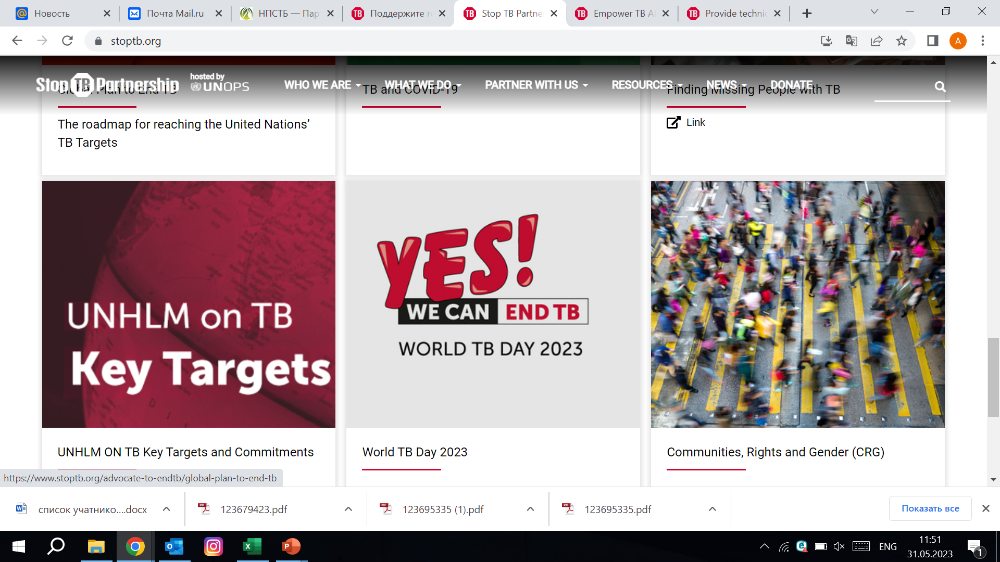 Новость
Почта Mail.ru
НПСТБ — Пар
TB
Поддержите г
TB
Stop TB Partne
TB
Empower TB A
TB
Provide technic
stoptb.org
A
Stop TB Partnership
hosted by
UNOPS
WHO WE ARE
WHAT WE DO
PARTNER WITH US
RESOURCES
NEWS
DONATE
Global Plan to End TB
TB and COVID-19
Finding Missing People with TB
The roadmap for reaching the United Nations’
TB Targets
Link
UNHLM on TB
Key Targets
YES!
WE CAN END TB
WORLD TB DAY 2023
UNHLM ON TB Key Targets and Commitments
World TB Day 2023
Communities, Rights and Gender (CRG)
https://www.stoptb.org/advocate-to-endtb/global-plan-to-end-tb
список учатнико....docx
123679423.pdf
123695335 (1).pdf
123695335.pdf
Показать все
ENG
11:51
31.05.2023
1